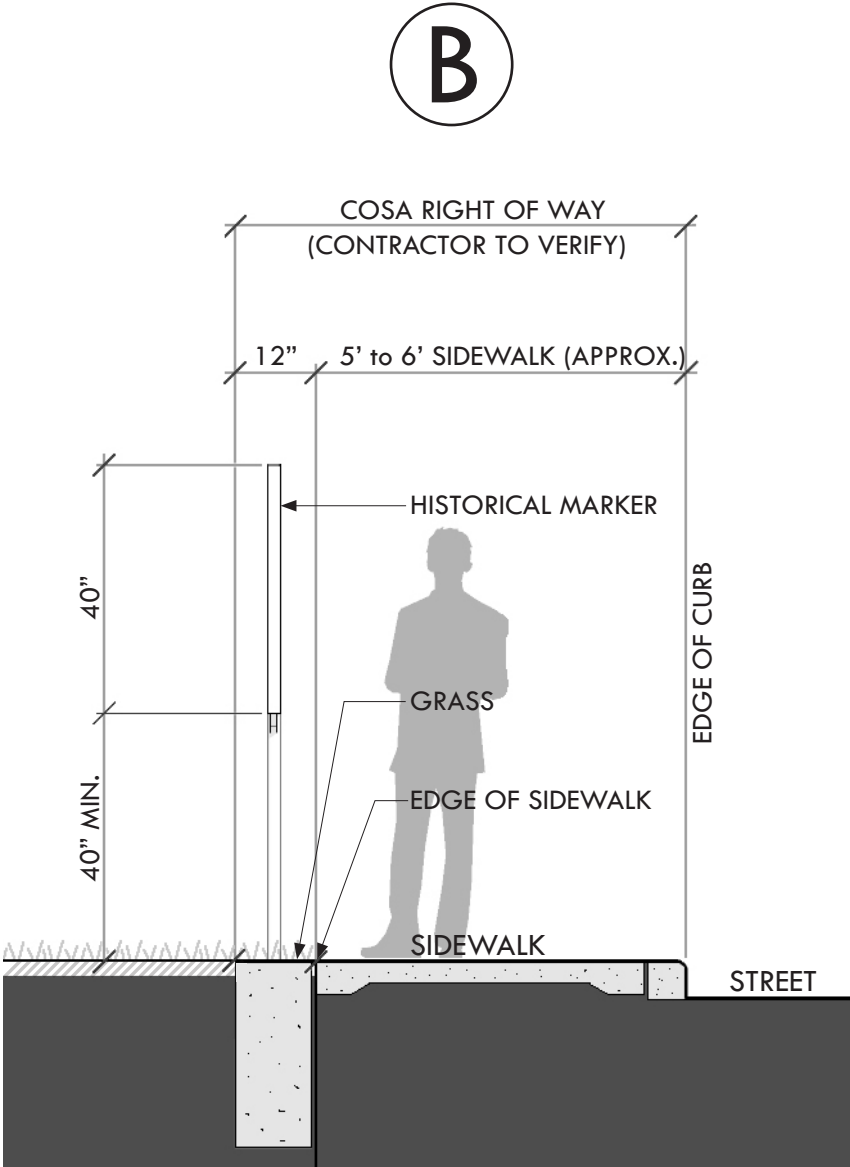 B
COSA RIGHT OF WAY
(CONTRACTOR TO VERIFY)
12”
5’ to 6’ SIDEWALK (APPROX.)
HISTORICAL MARKER
40”
EDGE OF CURB
GRASS
40” MIN.
EDGE OF SIDEWALK
SIDEWALK
STREET